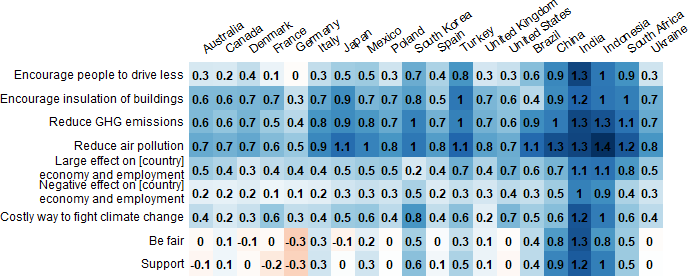 Australia Canada Denmark France Germany Italy Japan Mexico Poland South Korea Spain Turkey United Kingdom United States Brazil China India Indonesia South Africa Ukraine
Encourage people to drive less 0.3 0.2 0.4 0.1 0 0.3 0.5 0.5 0.3 0.7 0.4 0.8 0.3 0.3 0.6 0.9 1.3 1 0.9 0.3
Encourage insulation of buildings 0.6 0.6 0.7 0.7 0.3 0.7 0.9 0.7 0.7 0.8 0.5 1 0.7 0.6 0.4 0.9 1.2 1 1 0.7
Reduce GHG emissions 0.6 0.6 0.7 0.5 0.4 0.8 0.9 0.8 0.7 1 0.7 1 0.7 0.6 0.9 1 1.3 1.3 1.1 0.7
Reduce air pollution 0.7 0.7 0.7 0.6 0.5 0.9 1.1 1 0.8 1 0.8 1.1 0.8 0.7 1.1 1.3 1.3 1.4 1.2 0.8
Large effect on [country]
economy and employment 0.5 0.4 0.3 0.4 0.4 0.4 0.5 0.5 0.5 0.2 0.4 0.7 0.4 0.7 0.6 0.7 1.1 1.1 0.8 0.5
Negative effect on [country]
economy and employment 0.2 0.2 0.2 0.1 0.1 0.2 0.3 0.3 0.3 0.5 0.2 0.3 0.3 0.4 0.3 0.5 1 0.9 0.4 0.3
Costly way to fight climate change 0.4 0.2 0.3 0.6 0.3 0.4 0.5 0.6 0.4 0.8 0.4 0.6 0.2 0.7 0.5 0.6 1.2 1 0.6 0.4
Be fair 0 0.1 -0.1 0 -0.3 0.3 -0.1 0.2 0 0.5 0 0.5 0.1 0 0.2 0.8 1.3 0.8 0.5 0
Support -0.1 0.1 0 -0.2 -0.3 0.3 0 0.3 0 0.6 0.1 0.5 0.1 0 0.4 0.9 1.2 1 0.5 0